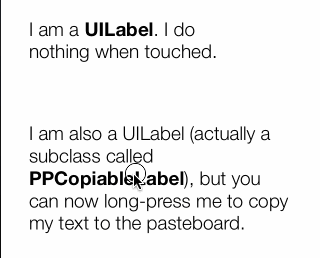 I am a UILabel. I do
nothing when touched.
I am also a UILabel (actually a
subclass called
PPCopiableLabel), but you
can now long-press me to copy
my text to the pasteboard.